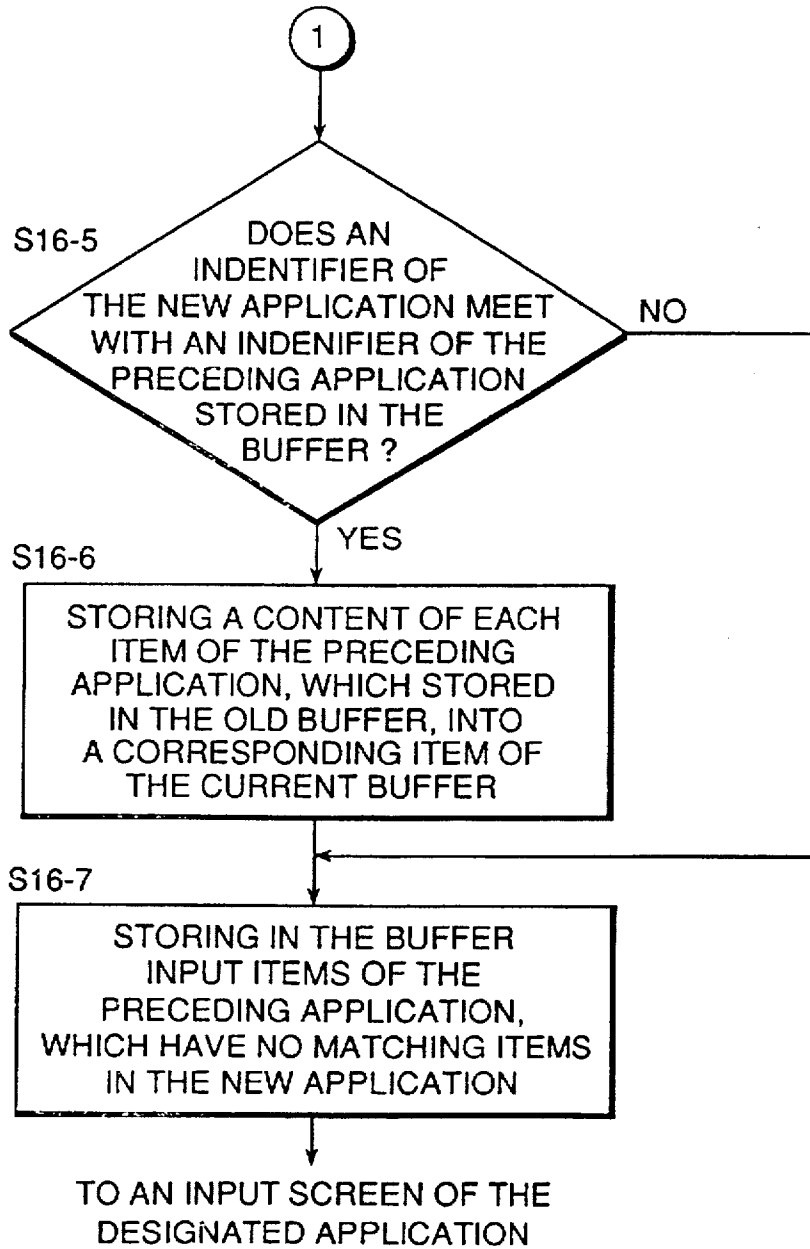 1
S16-5
DOES AN
INDENTIFIER OF
THE NEW APPLICATION MEET
WITH AN INDENIFIER OF THE
PRECEDING APPLICATION
STORED IN THE
BUFFER ?
NO
YES
S16-6
STORING A CONTENT OF EACH
ITEM OF THE PRECEDING
APPLICATION, WHICH STORED
IN THE OLD BUFFER, INTO
A CORRESPONDING ITEM OF
THE CURRENT BUFFER
S16-7
STORING IN THE BUFFER
INPUT ITEMS OF THE
PRECEDING APPLICATION,
WHICH HAVE NO MATCHING ITEMS
IN THE NEW APPLICATION
TO AN INPUT SCREEN OF THE
DESIGNATED APPLICATION